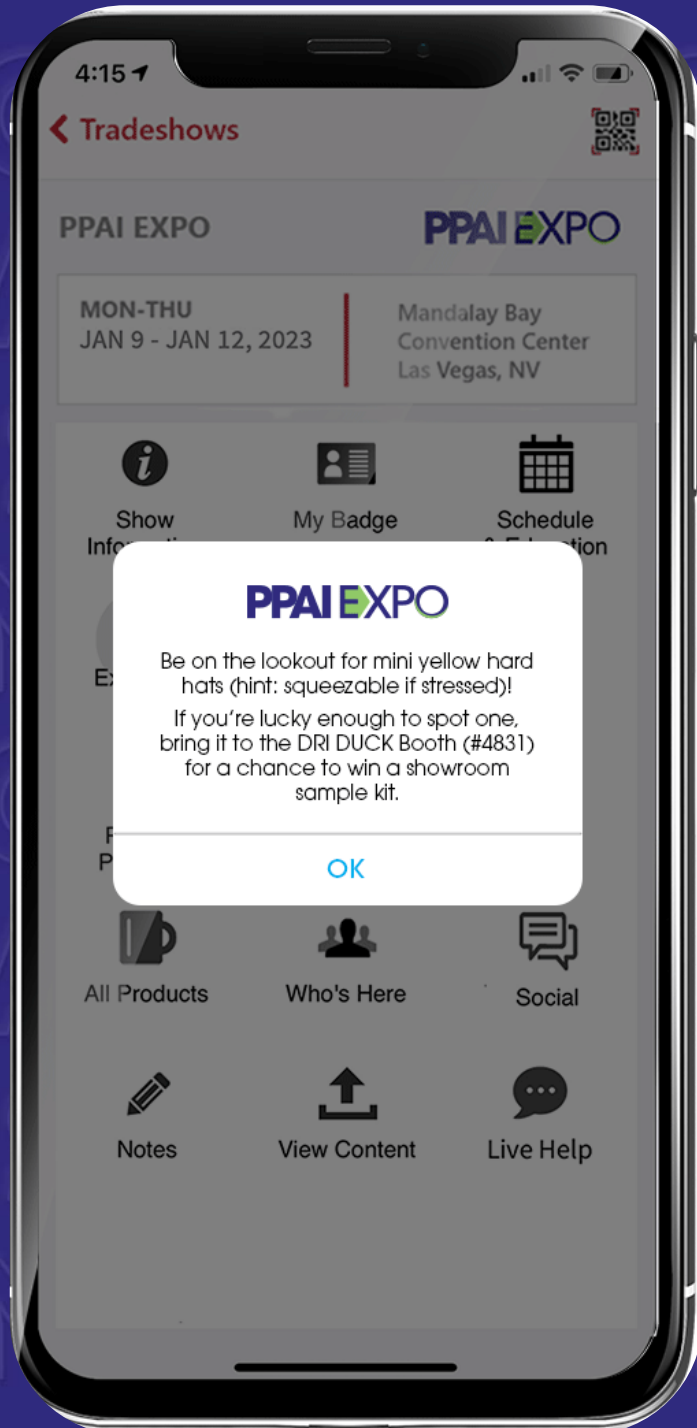 4:15
Tradeshows
PPAI EXPO
PPAI EXPO
MON-THU
JAN 9 - JAN 12, 2023
Mandalay Bay
Convention Center
Las Vegas, NV
Show
My Badge
Schedule
PPAI EXPO
Be on the lookout for mini yellow hard
hats (hint: squeezable if stressed)!
If you're lucky enough to spot one,
bring it to the DRI DUCK Booth (#4831)
for a chance to win a showroom
sample kit.
OK
All Products
Who's Here
Social
Notes
View Content
Live Help